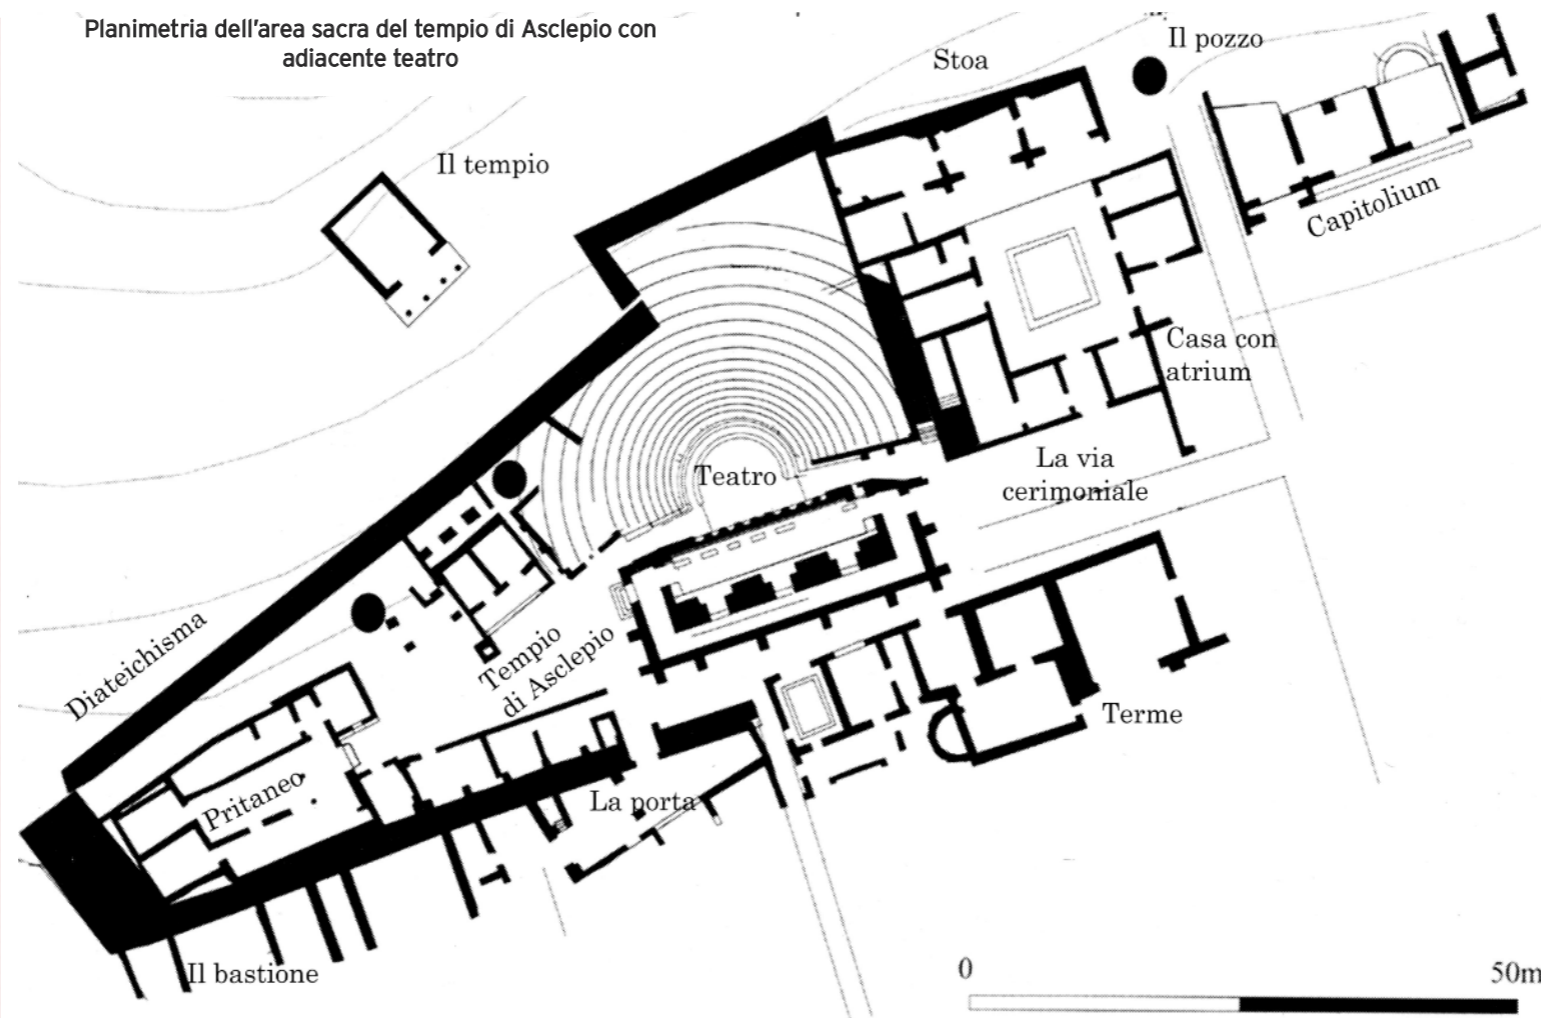 Planimetria dell'area sacra del tempio di Asclepio con
adiacente teatro
Il pozzo
Stoa
Il tempio
Capitolium
Casa con
atrium
La via
cerimoniale
Teatro
Diateichisma
Tempio
di Asclepio
Terme
Pritaneo
La porta
Il bastione
0
50m